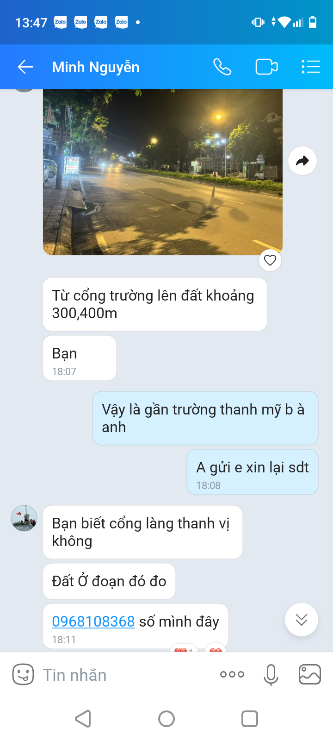 13:47 Zalo Zalo Zalo Zalo
Minh Nguyễn
Từ cổng trường lên đất khoảng
300,400m
Bạn
18:07
Vậy là gần trường thanh mỹ b à
anh
A gửi e xin lại sdt
18:08
Bạn biết cổng làng thanh vị
không
Đất Ở đoạn đó đo
0968108368 số mình đây
18:11
Tin nhắn